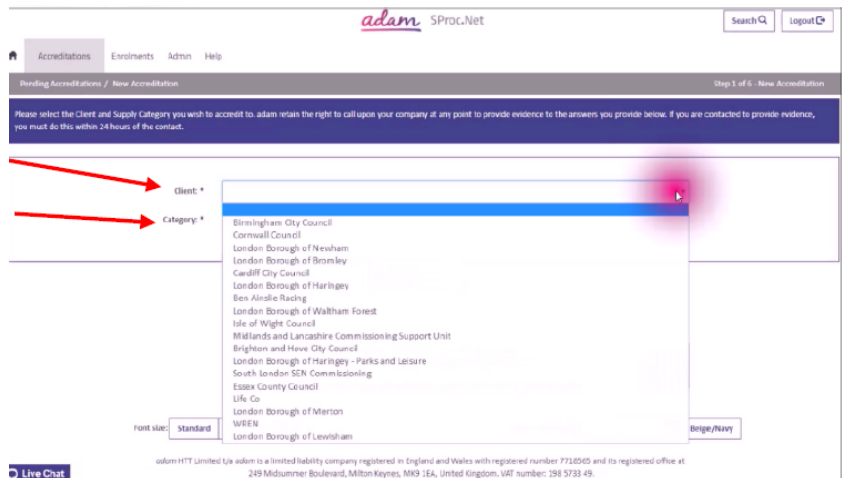 adam SProc.Net
Search
Logout
Accreditations Enrolments Admin Help
Pending Accreditations / New Accreditation
Step 1 of 6 - New Accreditation
Please select the Client and Supply Category you wish to accredit to. adam retain the right to call upon your company at any point to provide evidence to the answers you provide below. If you are contacted to provide evidence,
you must do this within 24 hours of the contact.
Client: *
Category: *
Birmingham City Council
Cornwall Council
London Borough of Newham
London Borough of Bromley
Cardiff City Council
London Borough of Haringey
Ben Ainslie Racing
London Borough of Waltham Forest
Isle of Wight Council
Midlands and Lancashire Commissioning Support Unit
Brighton and Hove City Council
London Borough of Haringey - Parks and Leisure
South London SEN Commissioning
Essex County Council
Life Co
London Borough of Merton
WREN
London Borough of Lewisham
Font size: Standard
Beige/Navy
adam HTT Limited t/a adam is a limited liability company registered in England and Wales with registered number 7718565 and its registered office at
249 Midsummer Boulevard, Milton Keynes, MK9 1EA, United Kingdom. VAT number: 198 5733 49.
Live Chat